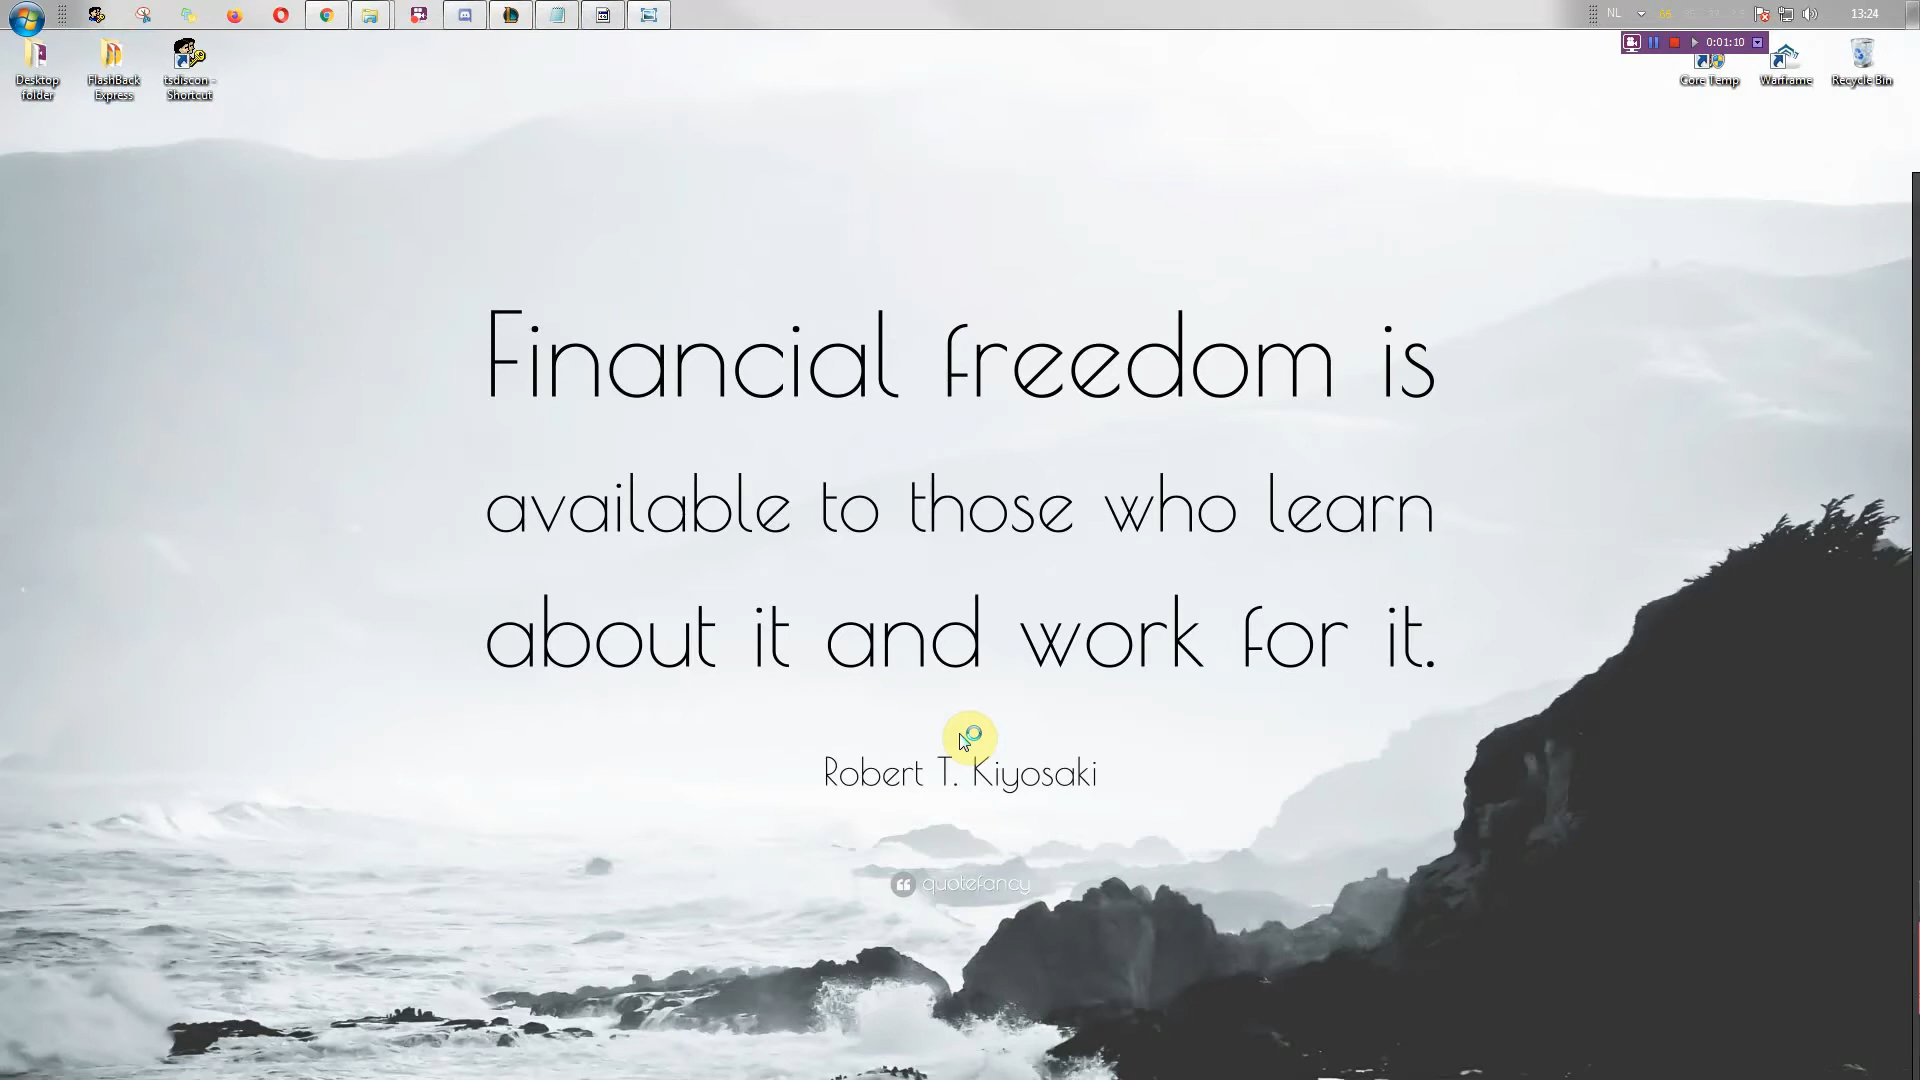 NL
13:24
0:01:10
Desktop folder
FlashBack Express
tsdiscon - Shortcut
Core Temp
Warframe
Recycle Bin
Financial freedom is
available to those who learn
about it and work for it.
Robert T. Kiyosaki
quotefancy